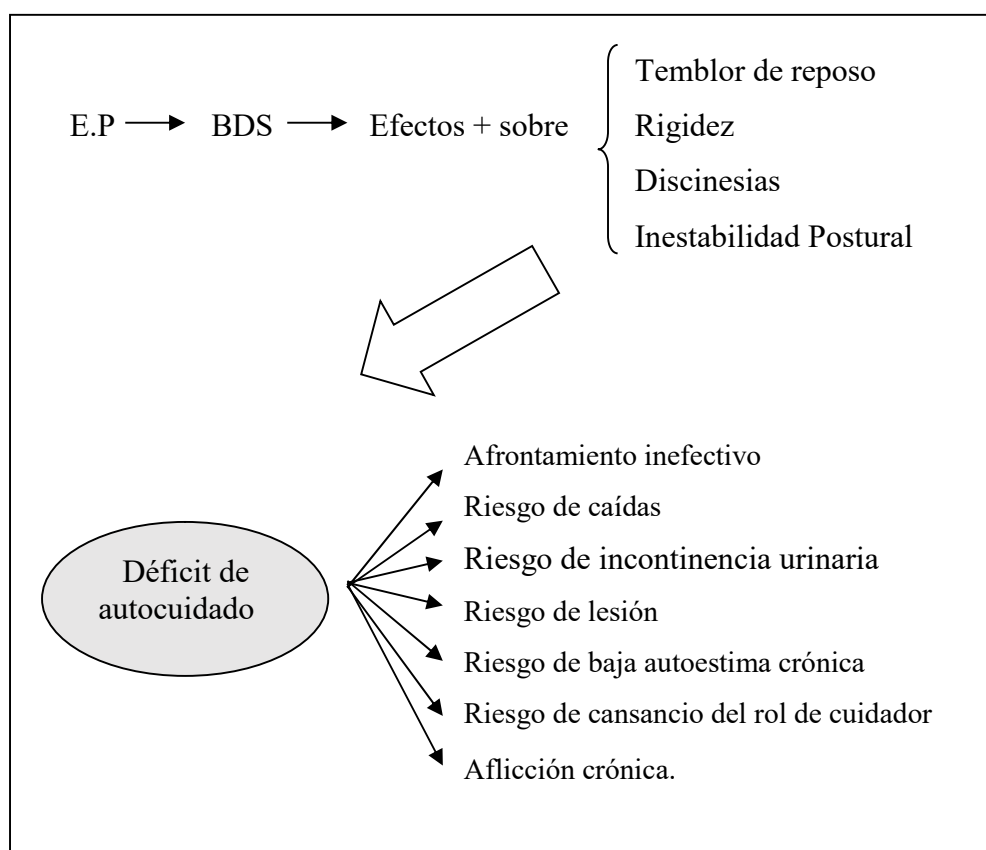 E.P BDS Efectos + sobre
Temblor de reposo
Rigidez
Discinesias
Inestabilidad Postural
Déficit de
autocuidado
Afrontamiento inefectivo
Riesgo de caídas
Riesgo de incontinencia urinaria
Riesgo de lesión
Riesgo de baja autoestima crónica
Riesgo de cansancio del rol de cuidador
Aflicción crónica.